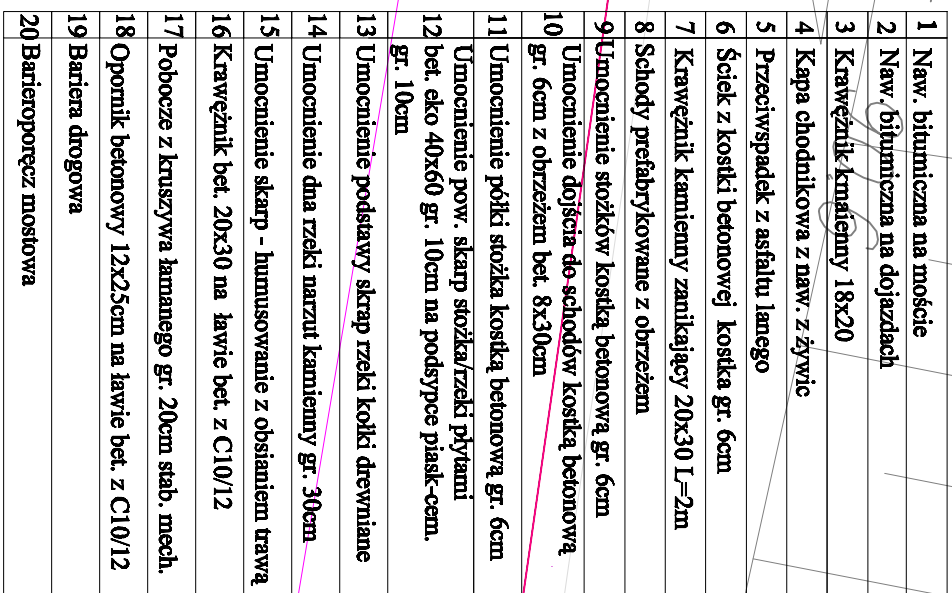 1 Naw. bitumiczna na moście
2 Naw. bitumiczna na dojazdach
3 Krawężnik kmaienny 18x20
4 Kapa chodnikowa z naw. z żywic
5 Przeciwspadek z asfaltu lanego
6 Ściek z kostki betonowej kostka gr. 6cm
7 Krawężnik kamienny zanikający 20x30 L=2m
8 Schody prefabrykowane z obrzeżem
9 Umocnienie stożków kostką betonową gr. 6cm
10 Umocnienie dojścia do schodów kostką betonową
gr. 6cm z obrzeżem bet. 8x30cm
11 Umocnienie półki stożka kostką betonową gr. 6cm
12 Umocnienie pow. skarp stożka/rzeki płytami
bet. eko 40x60 gr. 10cm na podsypce piask-cem.
gr. 10cm
13 Umocnienie podstawy skrap rzeki kołki drewniane
14 Umocnienie dna rzeki narzut kamienny gr. 30cm
15 Umocnienie skarp - humusowanie z obsianiem trawą
16 Krawężnik bet. 20x30 na ławie bet. z C10/12
17 Pobocze z kruszywa łamanego gr. 20cm stab. mech.
18 Opornik betonowy 12x25cm na ławie bet. z C10/12
19 Bariera drogowa
20 Barieroporęcz mostowa